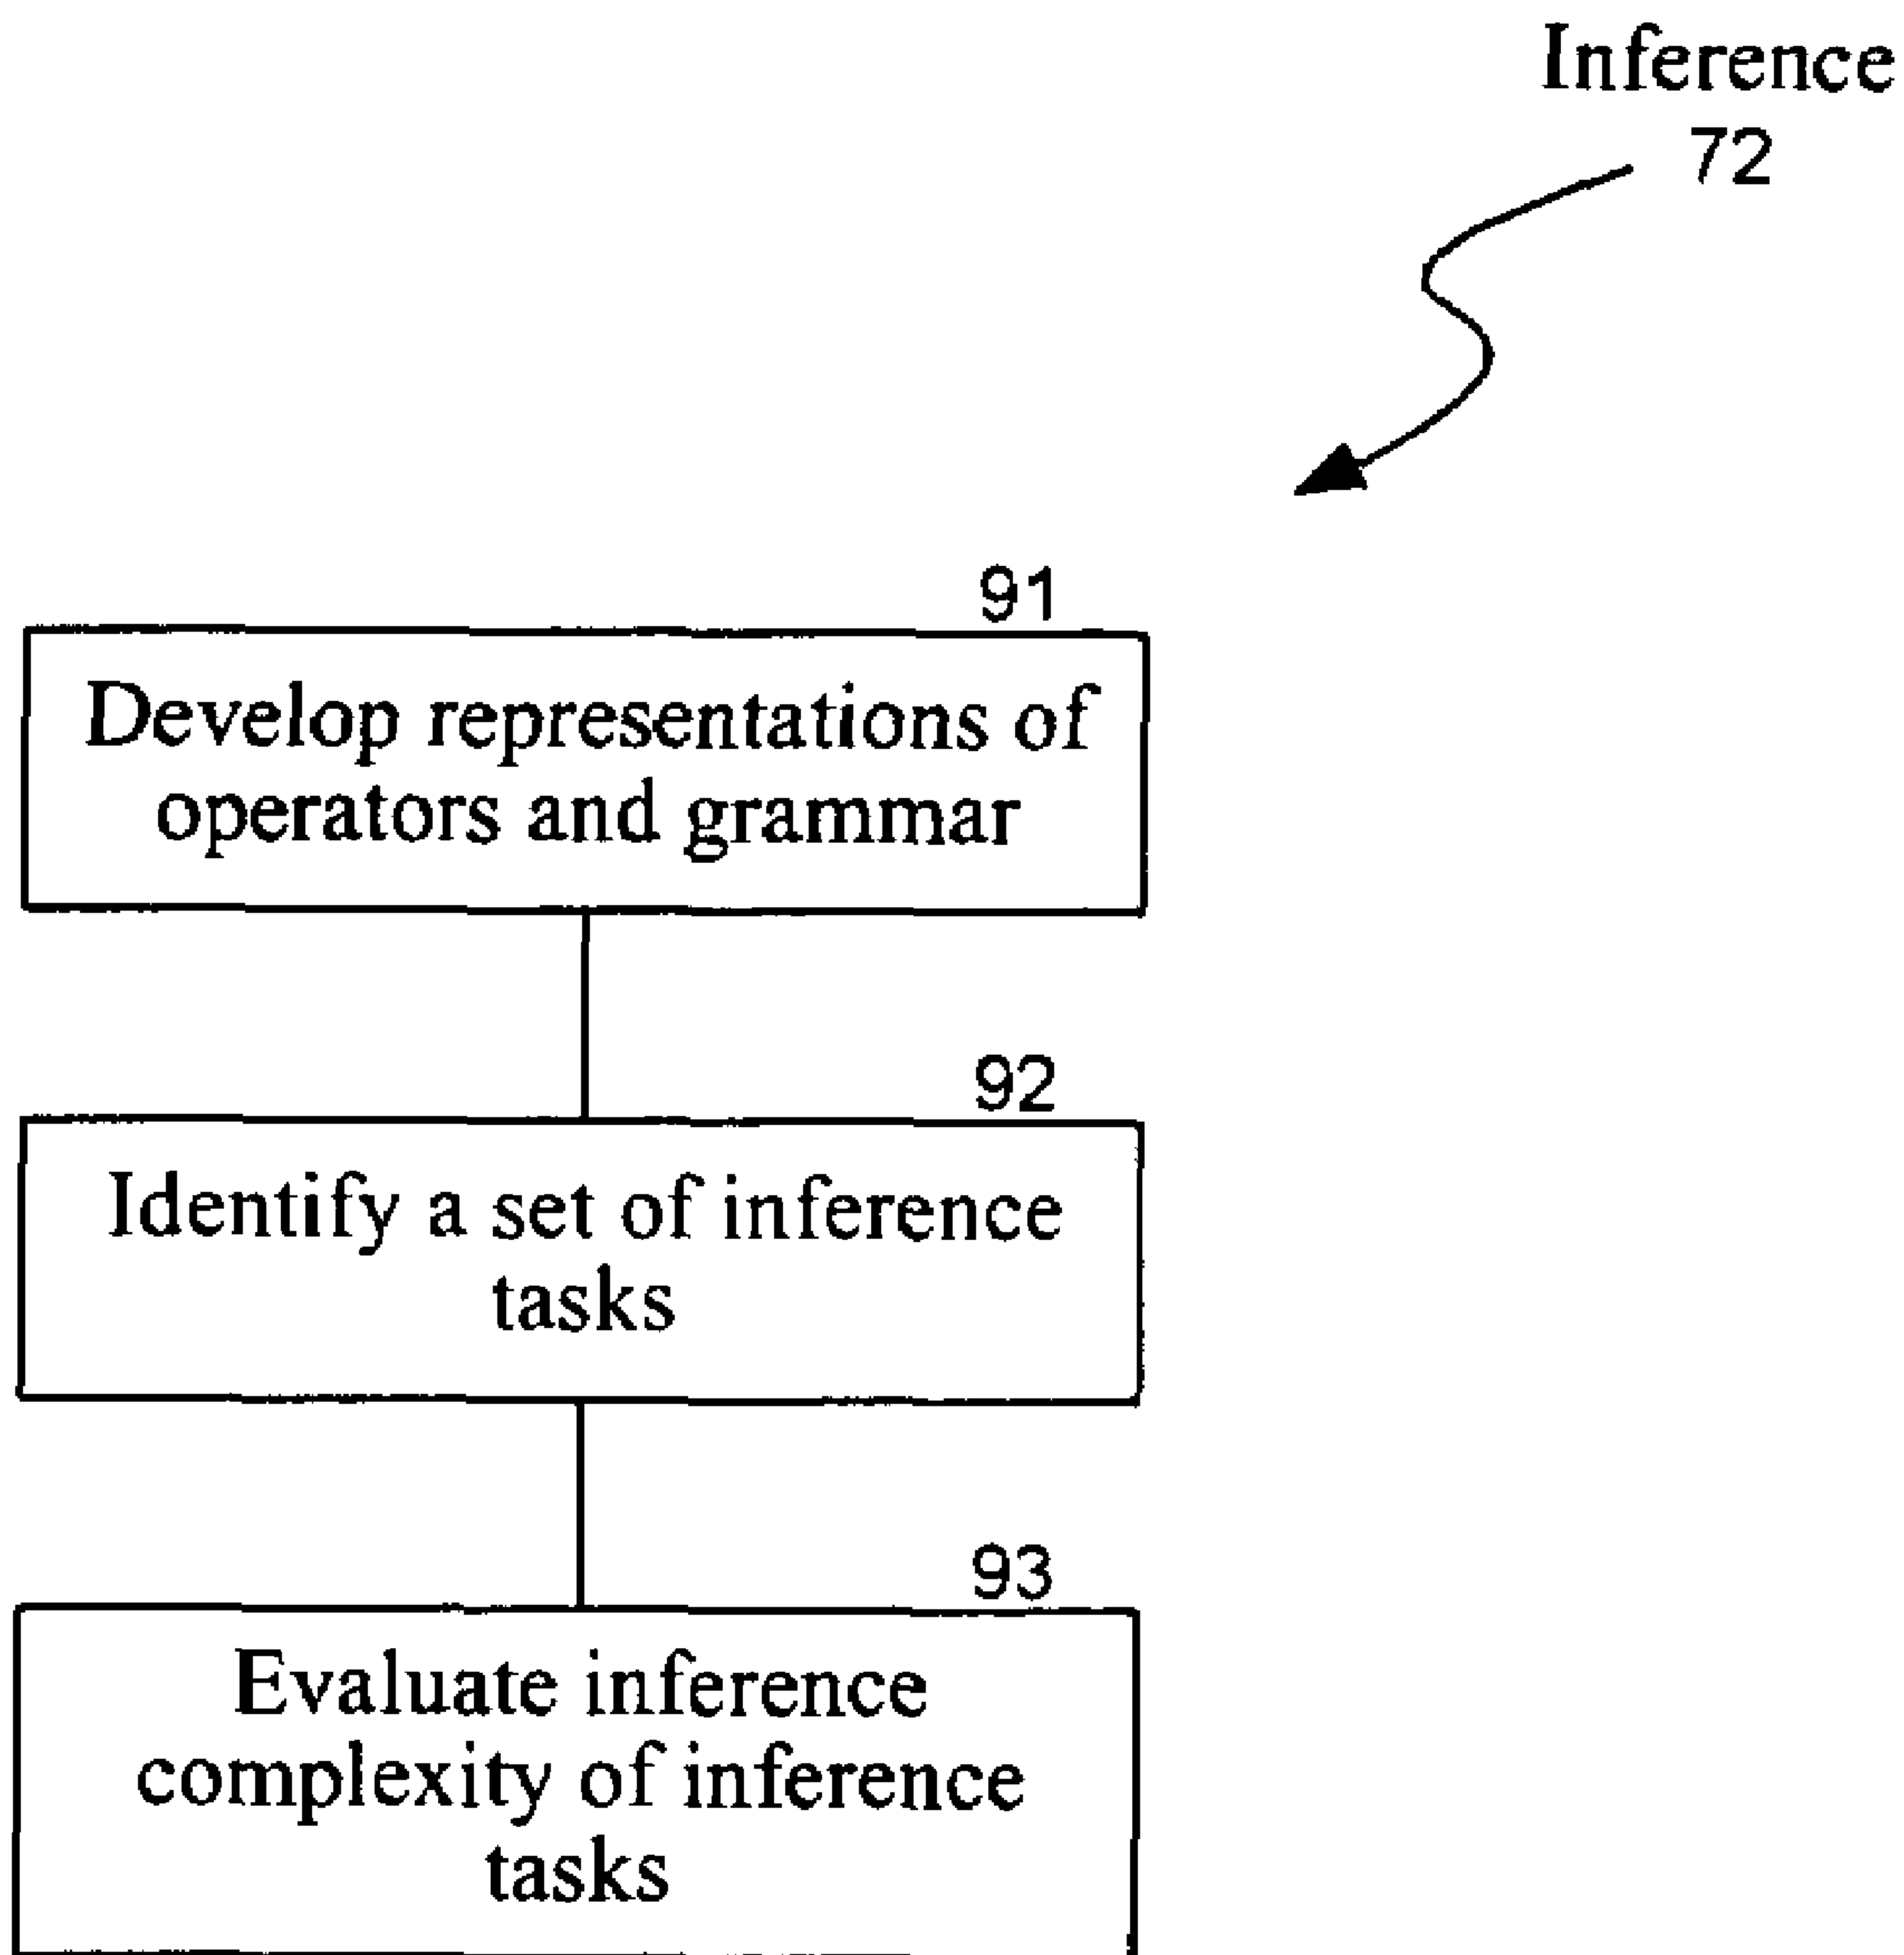 Inference
72
91
Develop representations of
operators and grammar
92
Identify a set of inference
tasks
93
Evaluate inference
complexity of inference
tasks